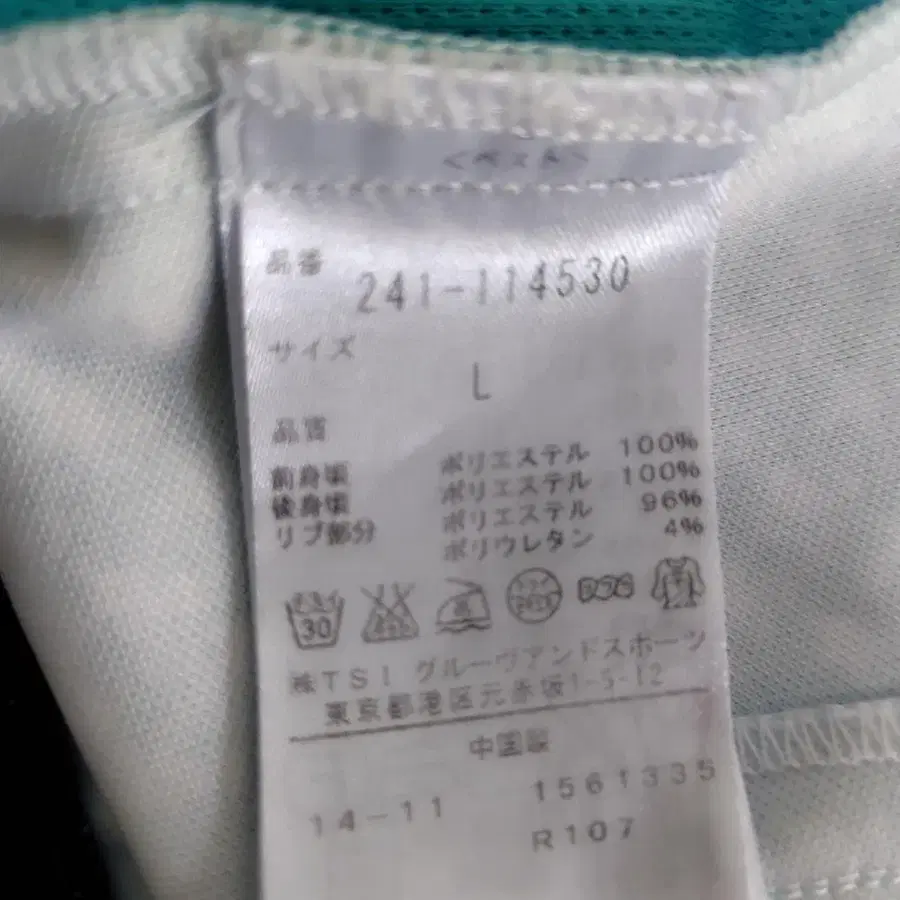 <ベスト>
品番
241-114530
サイズ
L
品質
前身頃 ポリエステル 100%
後身頃 ポリエステル 100%
リブ部分 ポリエステル 96%
ポリウレタン 4%
30
㈱TSI グルーヴアンドスポーツ
東京都港区元赤坂1-5-12
中国製
14-11 1561335
R107